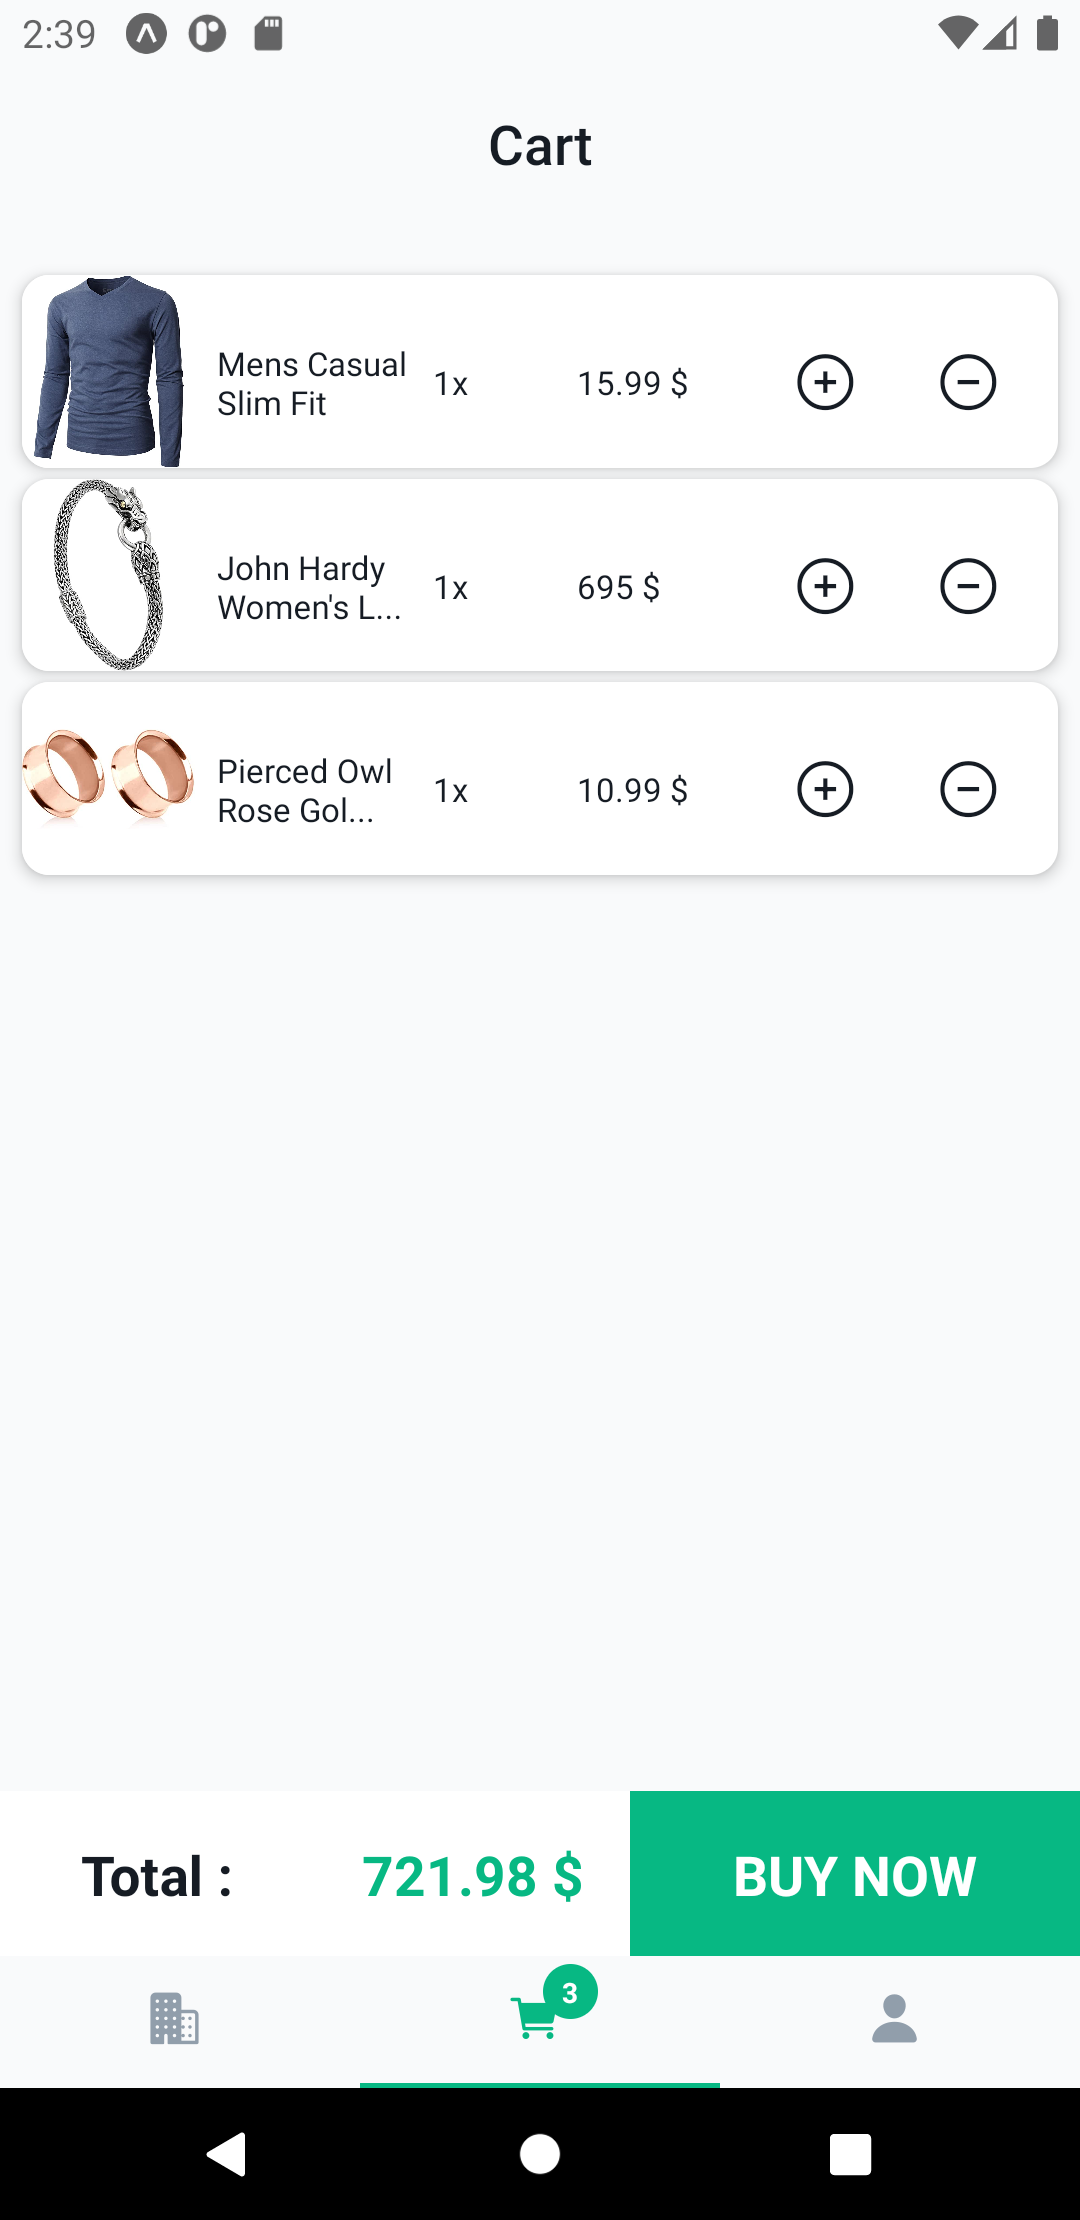 2:39
Cart
Mens Casual
Slim Fit
1x
15.99 $
John Hardy
Women's L...
1x
695 $
Pierced Owl
Rose Gol...
1x
10.99 $
Total :
721.98 $
BUY NOW
3